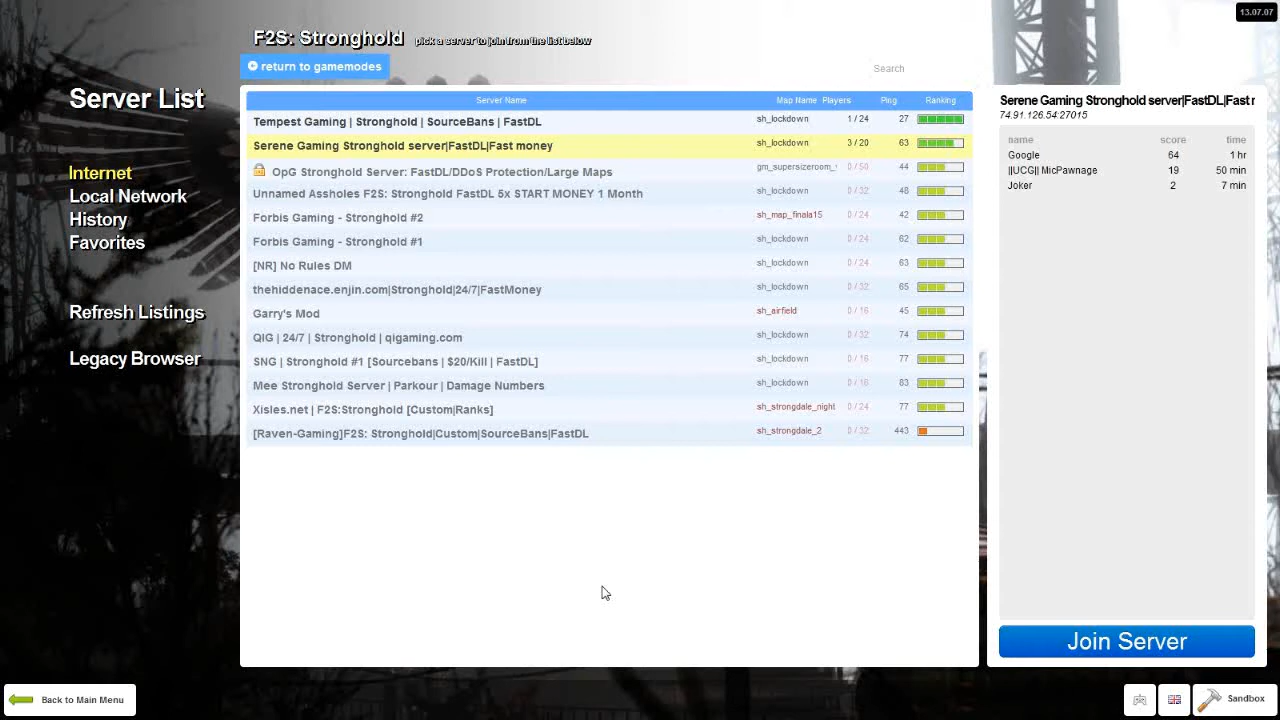 13.07.07
F2S: Stronghold pick a server to join from the list below
return to gamemodes
Search
Server List
Internet
Local Network
History
Favorites
Refresh Listings
Legacy Browser
Server Name Map Name Players Ping Ranking
Tempest Gaming | Stronghold | SourceBans | FastDL sh_lockdown 1 / 24 27
Serene Gaming Stronghold server|FastDL|Fast money sh_lockdown 3 / 20 63
OpG Stronghold Server: FastDL/DDoS Protection/Large Maps gm_supersizeroom_ 0 / 50 44
Unnamed Assholes F2S: Stronghold FastDL 5x START MONEY 1 Month sh_lockdown 0 / 32 48
Forbis Gaming - Stronghold #2 sh_map_finala15 0 / 24 42
Forbis Gaming - Stronghold #1 sh_lockdown 0 / 24 62
[NR] No Rules DM sh_lockdown 0 / 24 63
thehiddenace.enjin.com|Stronghold|24/7|FastMoney sh_lockdown 0 / 32 65
Garry's Mod sh_airfield 0 / 16 45
QIG | 24/7 | Stronghold | qigaming.com sh_lockdown 0 / 32 74
SNG | Stronghold #1 [Sourcebans | $20/Kill | FastDL] sh_lockdown 0 / 16 77
Mee Stronghold Server | Parkour | Damage Numbers sh_lockdown 0 / 16 83
Xisles.net | F2S:Stronghold [Custom|Ranks] sh_strongdale_night 0 / 24 77
[Raven-Gaming]F2S: Stronghold|Custom|SourceBans|FastDL sh_strongdale_2 0 / 32 443
Serene Gaming Stronghold server|FastDL|Fast r
74.91.126.54:27015
name score time
Google 64 1 hr
||UCG|| MicPawnage 19 50 min
Joker 2 7 min
Join Server
Back to Main Menu
Sandbox